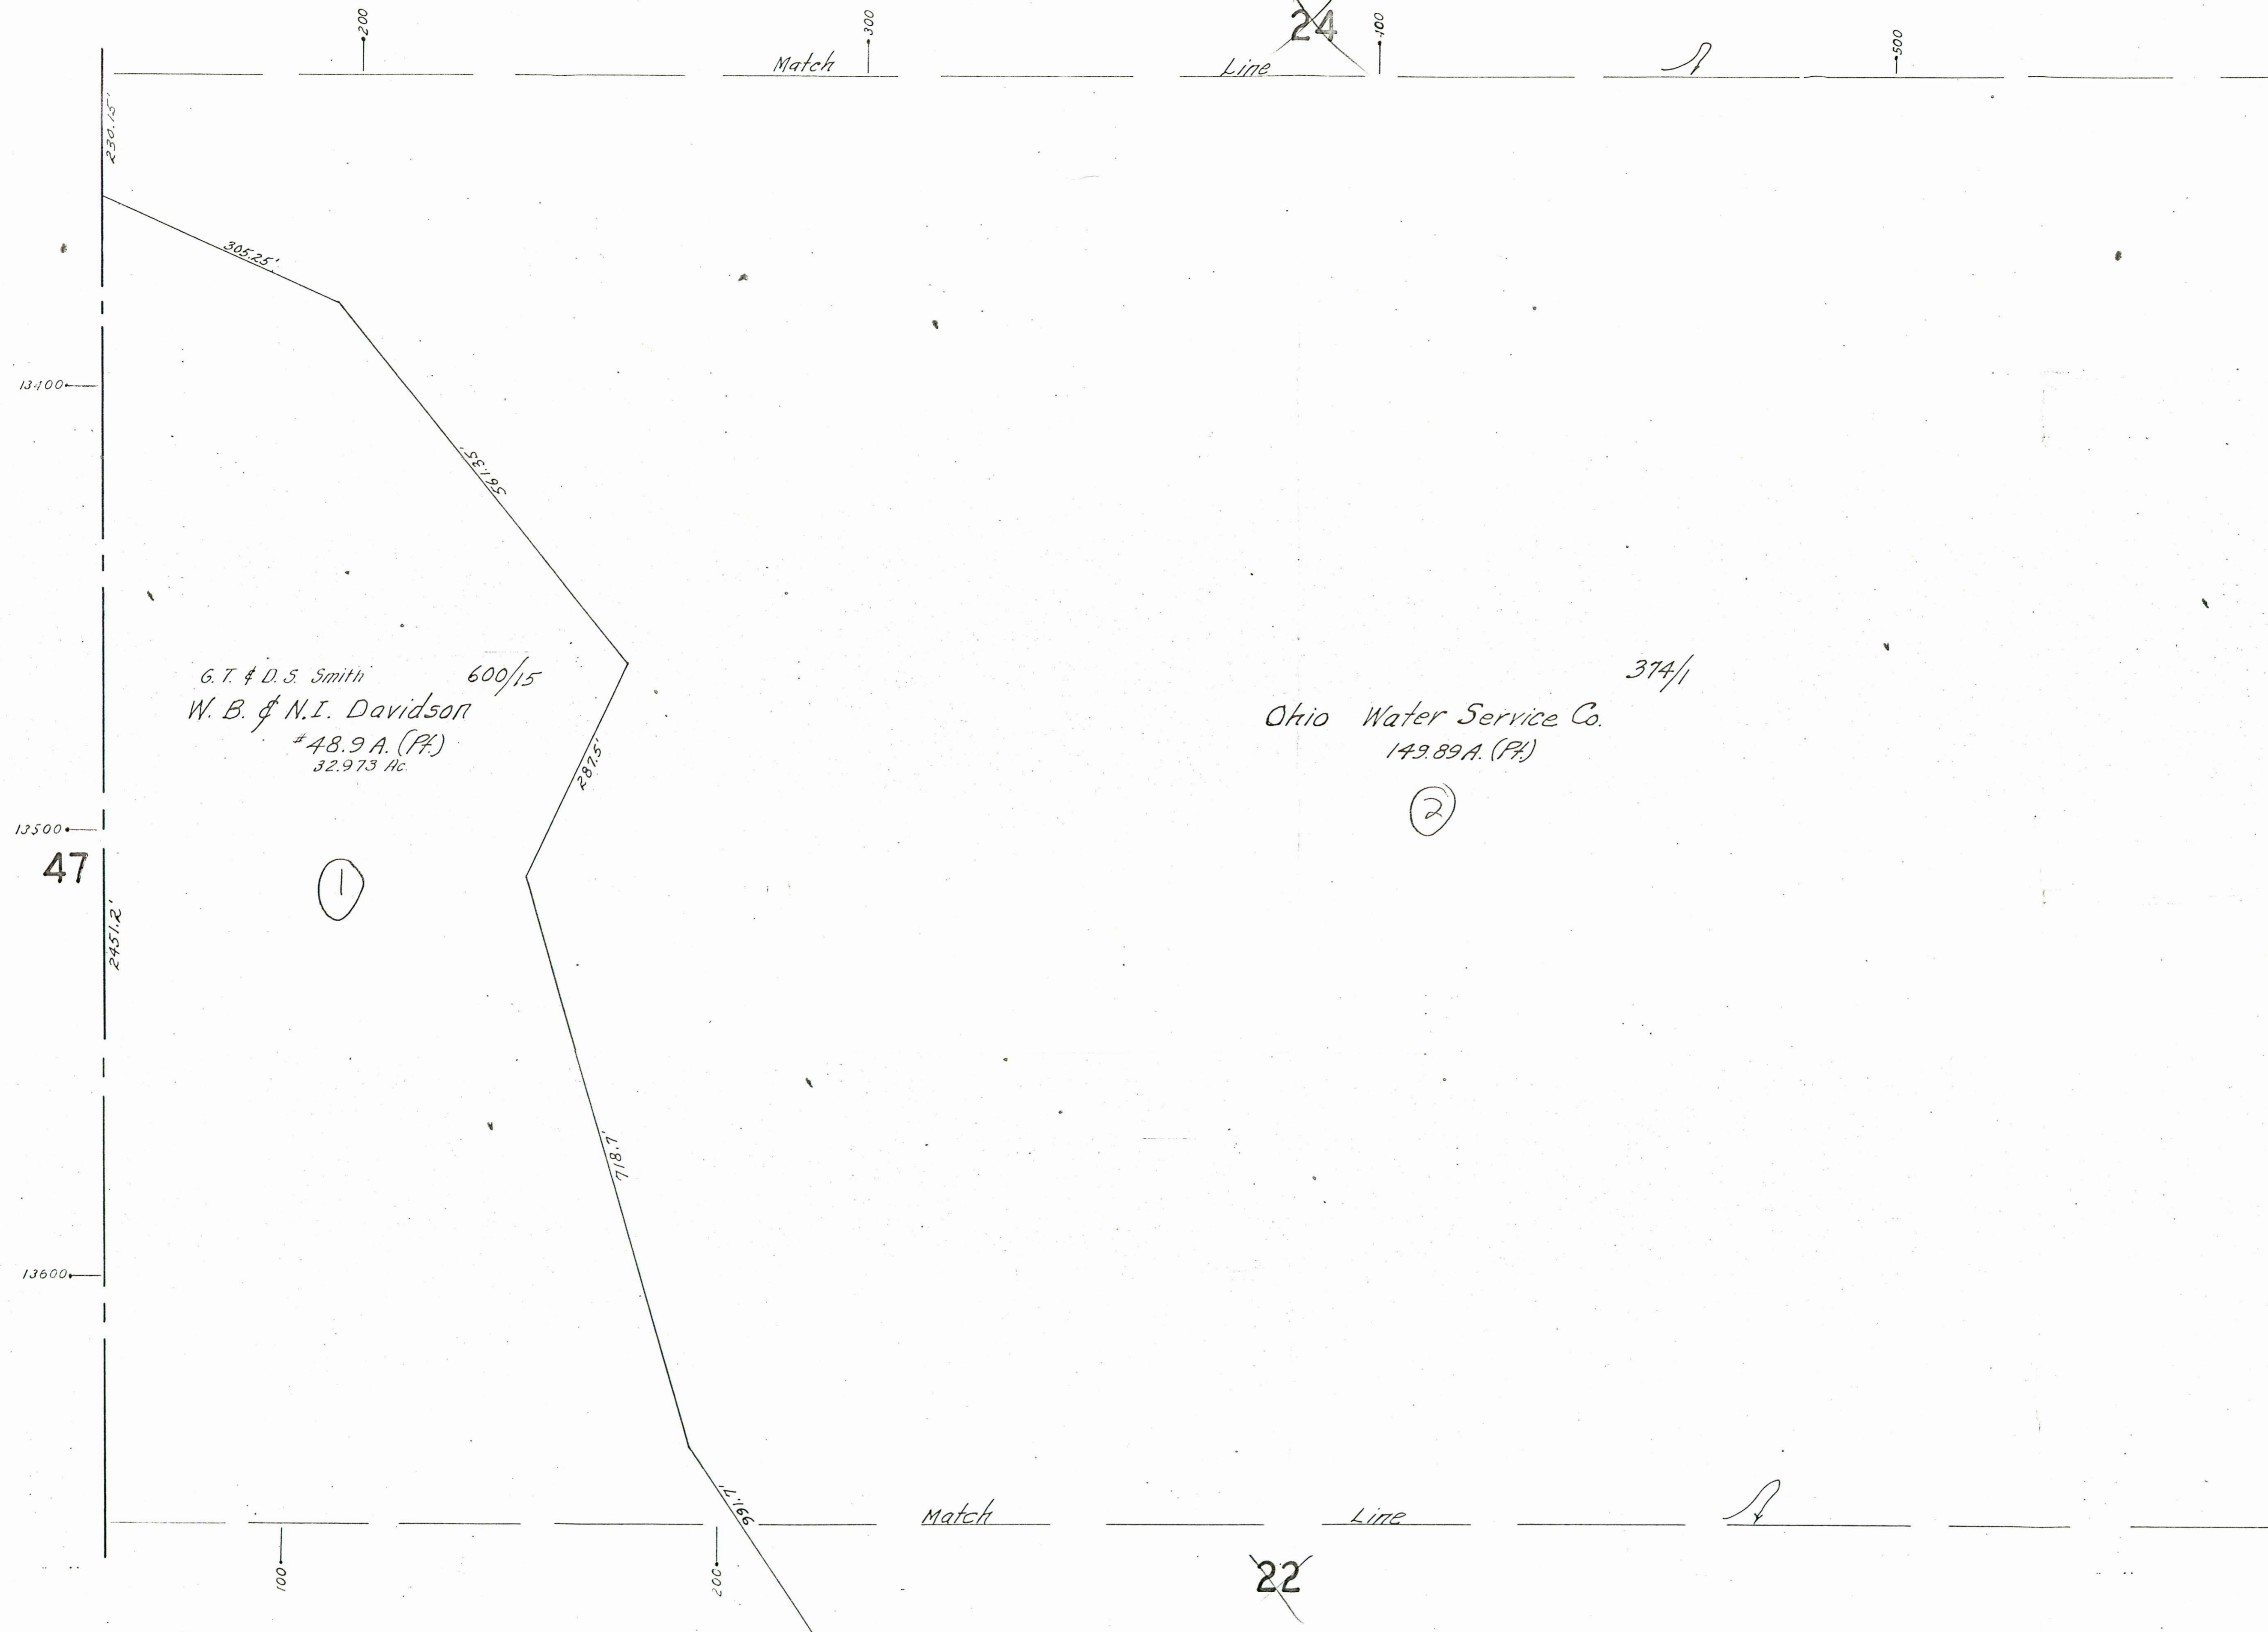 24
200
300
400
500
Match Line
230.15'
305.25'
13400
561.35'
G.T. & D.S. Smith 600/15
W. B. & N.I. Davidson
#48.9 A. (Pt.)
32.973 Ac.
374/1
Ohio Water Service Co.
149.89 A. (Pt.)
2
287.5'
13500
47
1
2451.2'
718.7'
13600
991.7'
Match Line
100
200
22